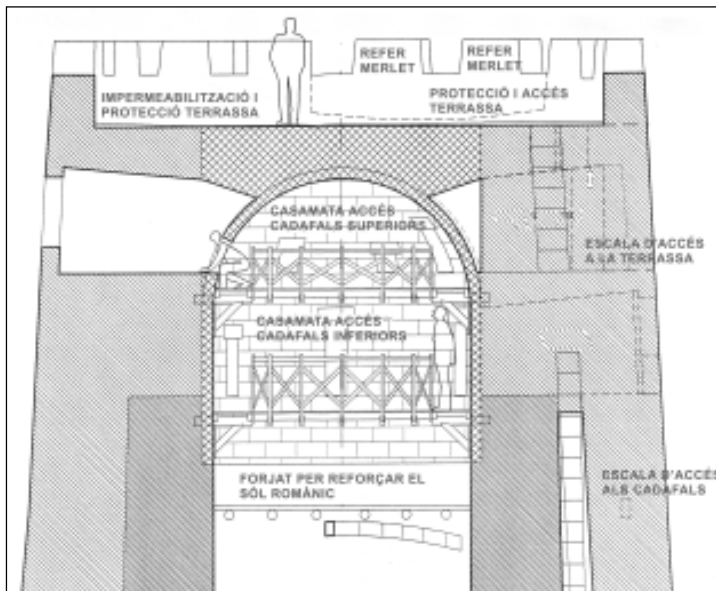 REFER
MERLET
REFER
MERLET
IMPERMEABILITZACIÓ I
PROTECCIÓ TERRASSA
PROTECCIÓ I ACCÉS
TERRASSA
CASAMATA ACCÉS
CADAFALS SUPERIORS
ESCALA D'ACCÉS
A LA TERRASSA
CASAMATA ACCÉS
CADAFALS INFERIORS
FORJAT PER REFORÇAR EL
SÒL ROMÀNIC
ESCALA D'ACCÉS
ALS CADAFALS